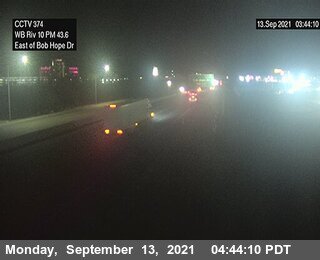 CCTV 374
WB Riv 10 PM 43.6
East of Bob Hope Dr
13.Sep 2021 03:44:10
Monday, September 13, 2021 04:44:10 PDT